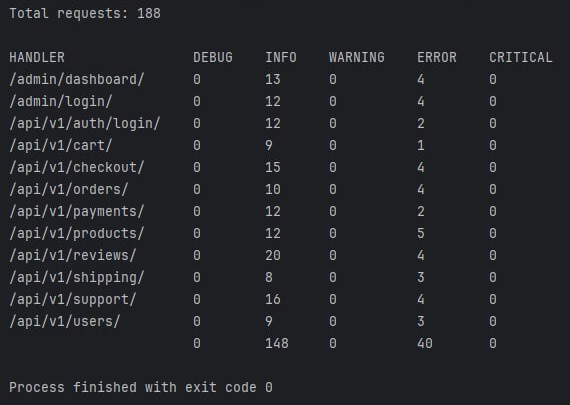 Total requests: 188
HANDLER DEBUG INFO WARNING ERROR CRITICAL
/admin/dashboard/ 0 13 0 4 0
/admin/login/ 0 12 0 4 0
/api/v1/auth/login/ 0 12 0 2 0
/api/v1/cart/ 0 9 0 1 0
/api/v1/checkout/ 0 15 0 4 0
/api/v1/orders/ 0 10 0 4 0
/api/v1/payments/ 0 12 0 2 0
/api/v1/products/ 0 12 0 5 0
/api/v1/reviews/ 0 20 0 4 0
/api/v1/shipping/ 0 8 0 3 0
/api/v1/support/ 0 16 0 4 0
/api/v1/users/ 0 9 0 3 0
0 148 0 40 0
Process finished with exit code 0